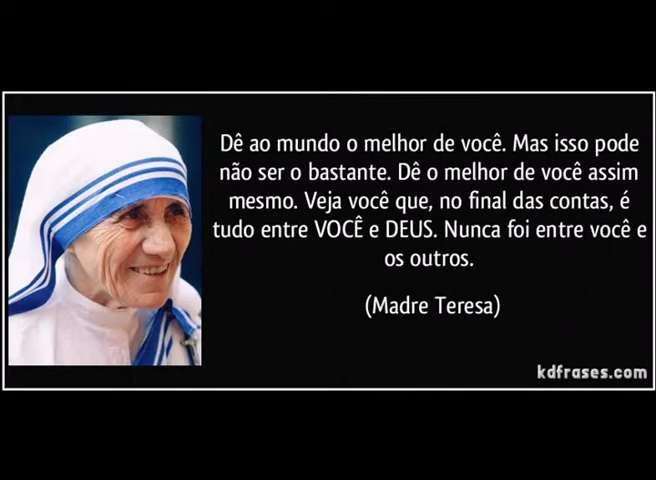 Dê ao mundo o melhor de você. Mas isso pode
não ser o bastante. Dê o melhor de você assim
mesmo. Veja você que, no final das contas, é
tudo entre VOCÊ e DEUS. Nunca foi entre você e
os outros.
(Madre Teresa)
kdfrases.com